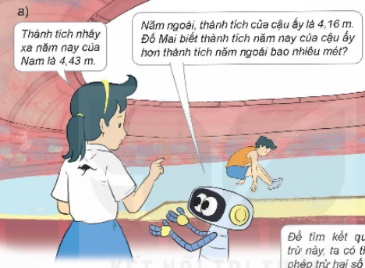 a)
Thành tích nhảy
xa năm nay của
Nam là 4,43 m.
Năm ngoái, thành tích của cậu ấy là 4,16 m.
Đố Mai biết thành tích năm nay của cậu ấy
hơn thành tích năm ngoái bao nhiêu mét?
Để tìm kết qu
trừ này, ta có th
phép trừ hai số